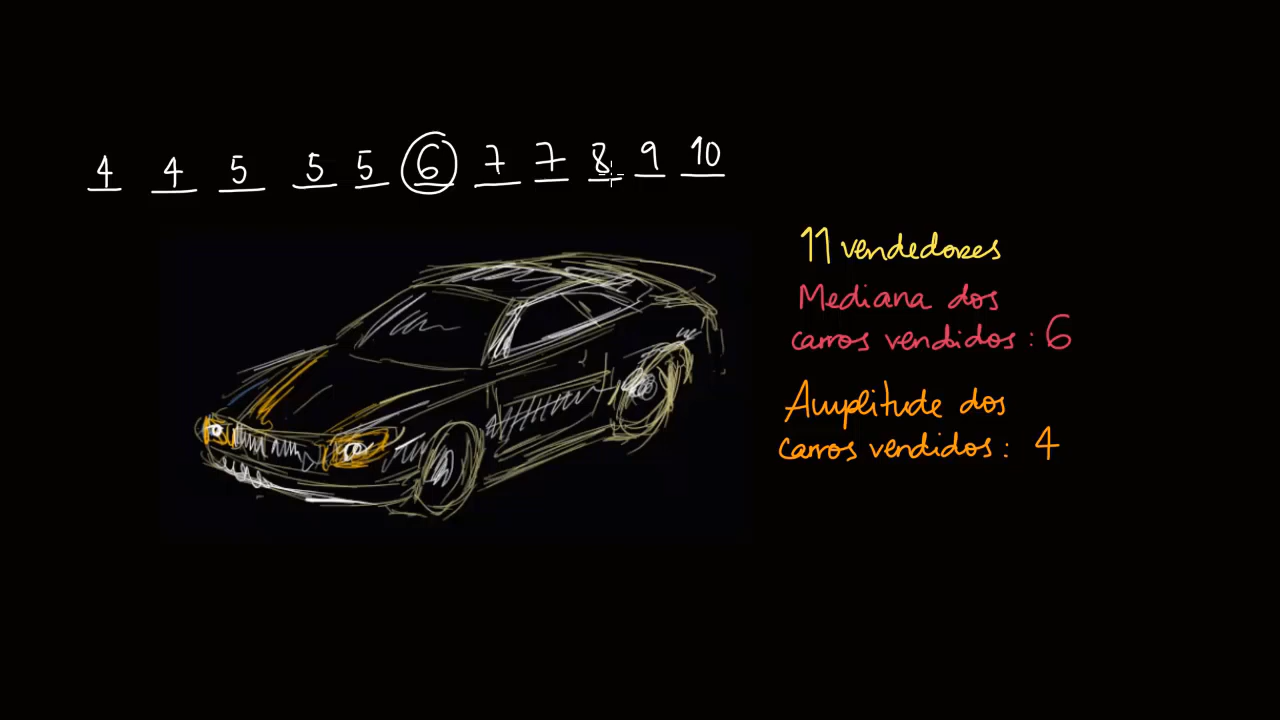 4 4 5 5 5 6 7 7 8 9 10
11 vendedores
Mediana dos
carros vendidos : 6
Amplitude dos
carros vendidos : 4